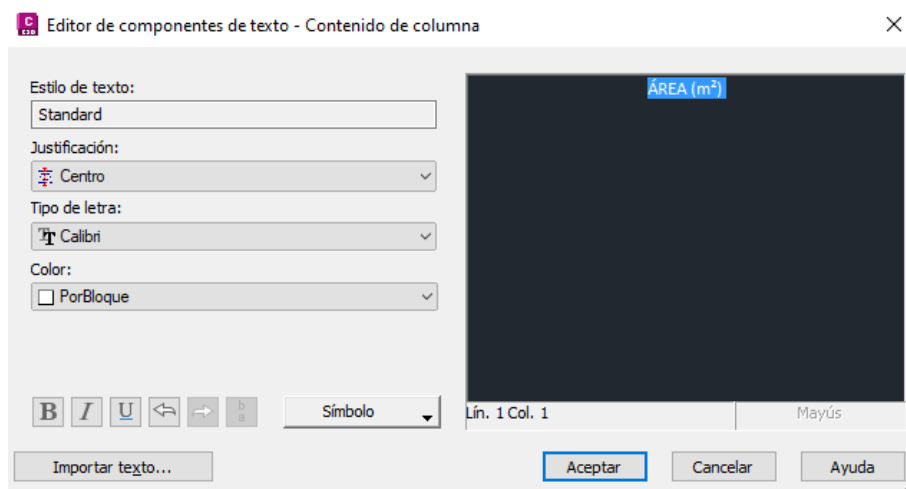 Editor de componentes de texto - Contenido de columna
Estilo de texto:
Standard
Justificación:
Centro
Tipo de letra:
Calibri
Color:
PorBloque
B I U b a Símbolo
Importar texto...
ÁREA (m²)
Lín. 1 Col. 1 Mayús
Aceptar Cancelar Ayuda